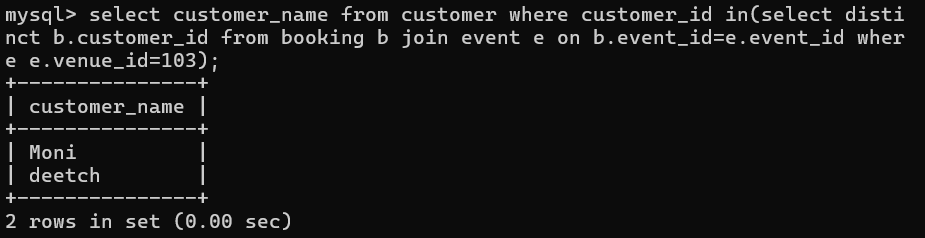 mysql> select customer_name from customer where customer_id in(select disti
nct b.customer_id from booking b join event e on b.event_id=e.event_id wher
e e.venue_id=103);
+---------------+
| customer_name |
+---------------+
| Moni          |
| deetch        |
+---------------+
2 rows in set (0.00 sec)